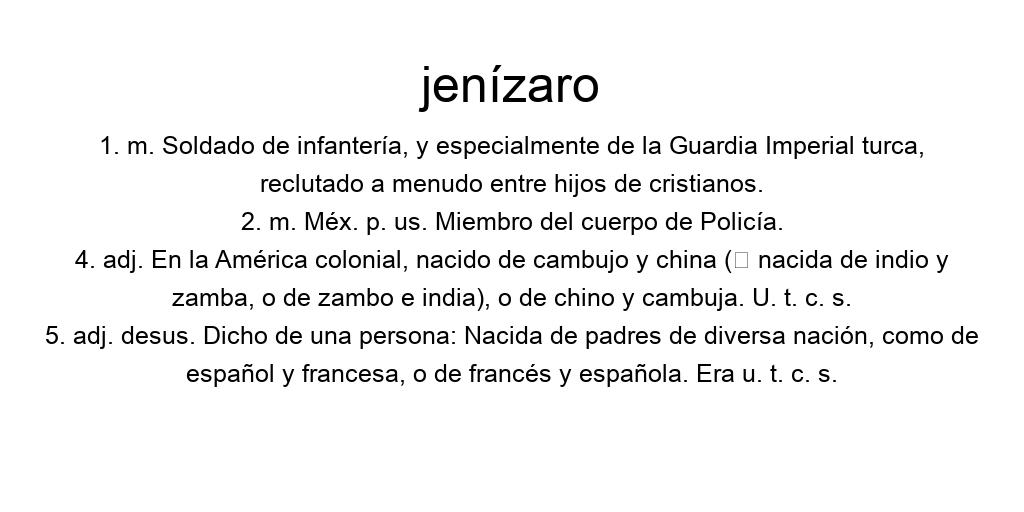 jenízaro
1. m. Soldado de infantería, y especialmente de la Guardia Imperial turca,
reclutado a menudo entre hijos de cristianos.
2. m. Méx. p. us. Miembro del cuerpo de Policía.
4. adj. En la América colonial, nacido de cambujo y china (□ nacida de indio y
zamba, o de zambo e india), o de chino y cambuja. U. t. c. s.
5. adj. desus. Dicho de una persona: Nacida de padres de diversa nación, como de
español y francesa, o de francés y española. Era u. t. c. s.